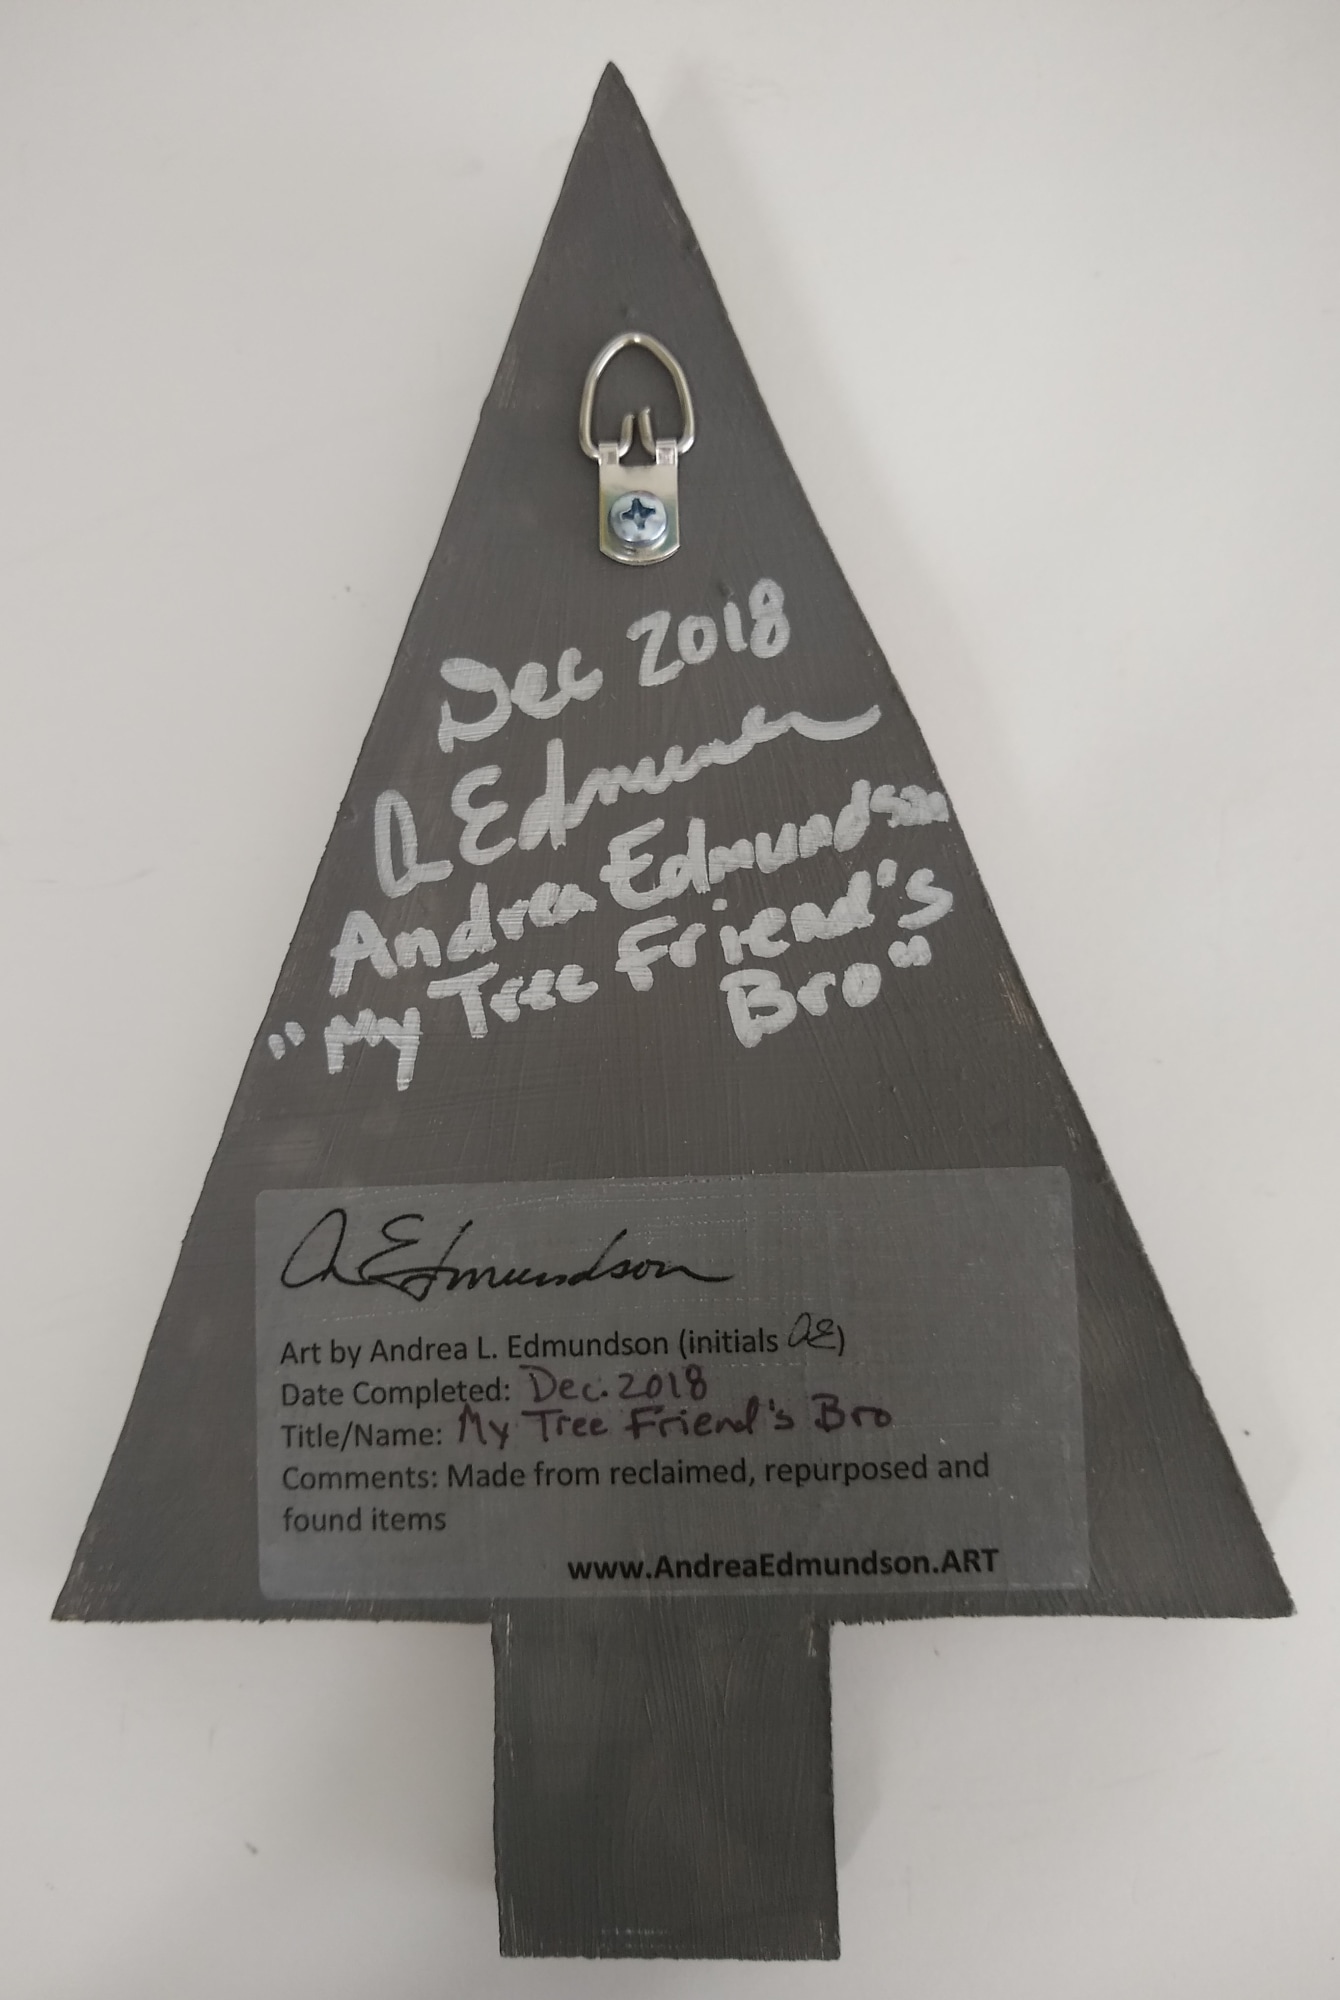 Dec 2018
A Edmundson
Andrea Edmundson
"My Tree Friend's
Bro"
A Edmundson
Art by Andrea L. Edmundson (initials AE)
Date Completed: Dec. 2018
Title/Name: My Tree Friend's Bro
Comments: Made from reclaimed, repurposed and
found items
www.AndreaEdmundson.ART